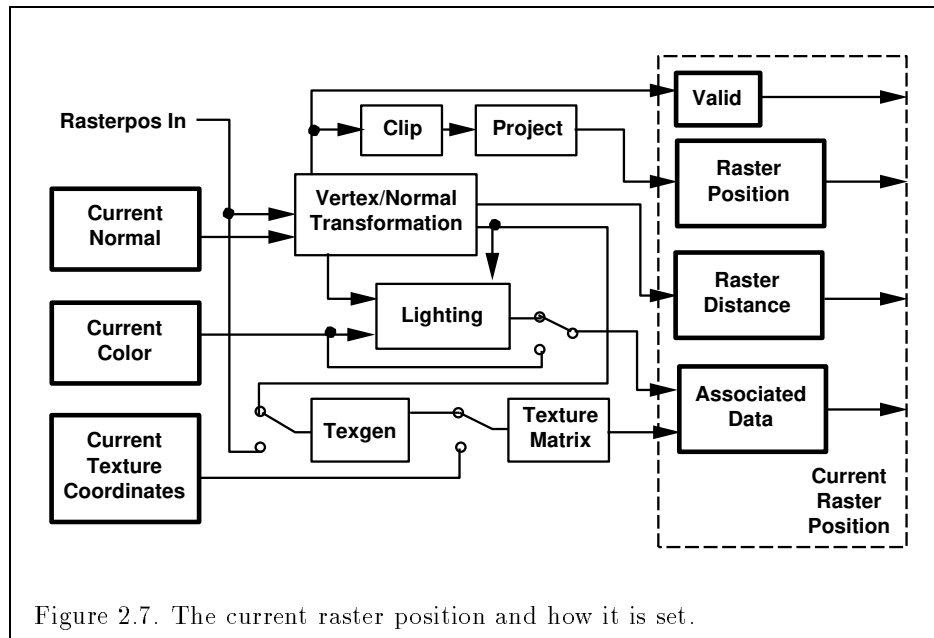 Valid
Rasterpos In
Clip
Project
Raster
Position
Vertex/Normal
Transformation
Current
Normal
Raster
Distance
Lighting
Current
Color
Associated
Data
Texgen
Texture
Matrix
Current
Texture
Coordinates
Current
Raster
Position
Figure 2.7. The current raster position and how it is set.